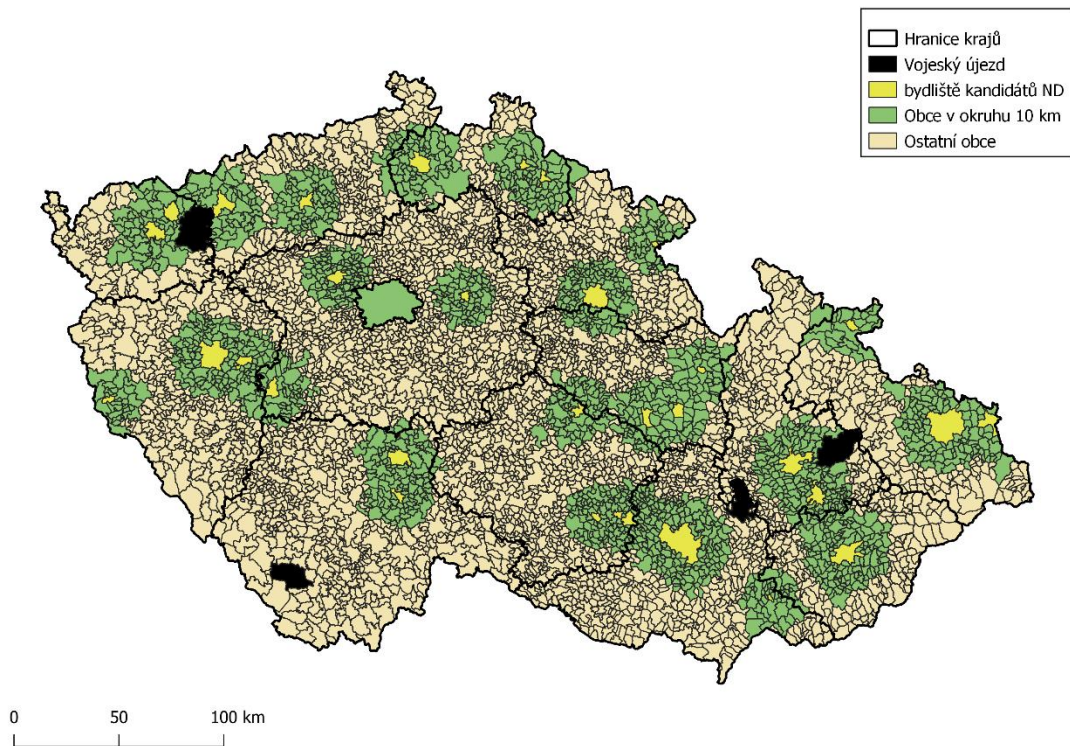 Hranice krajů
Vojeský újezd
bydliště kandidátů ND
Obce v okruhu 10 km
Ostatní obce
0 50 100 km